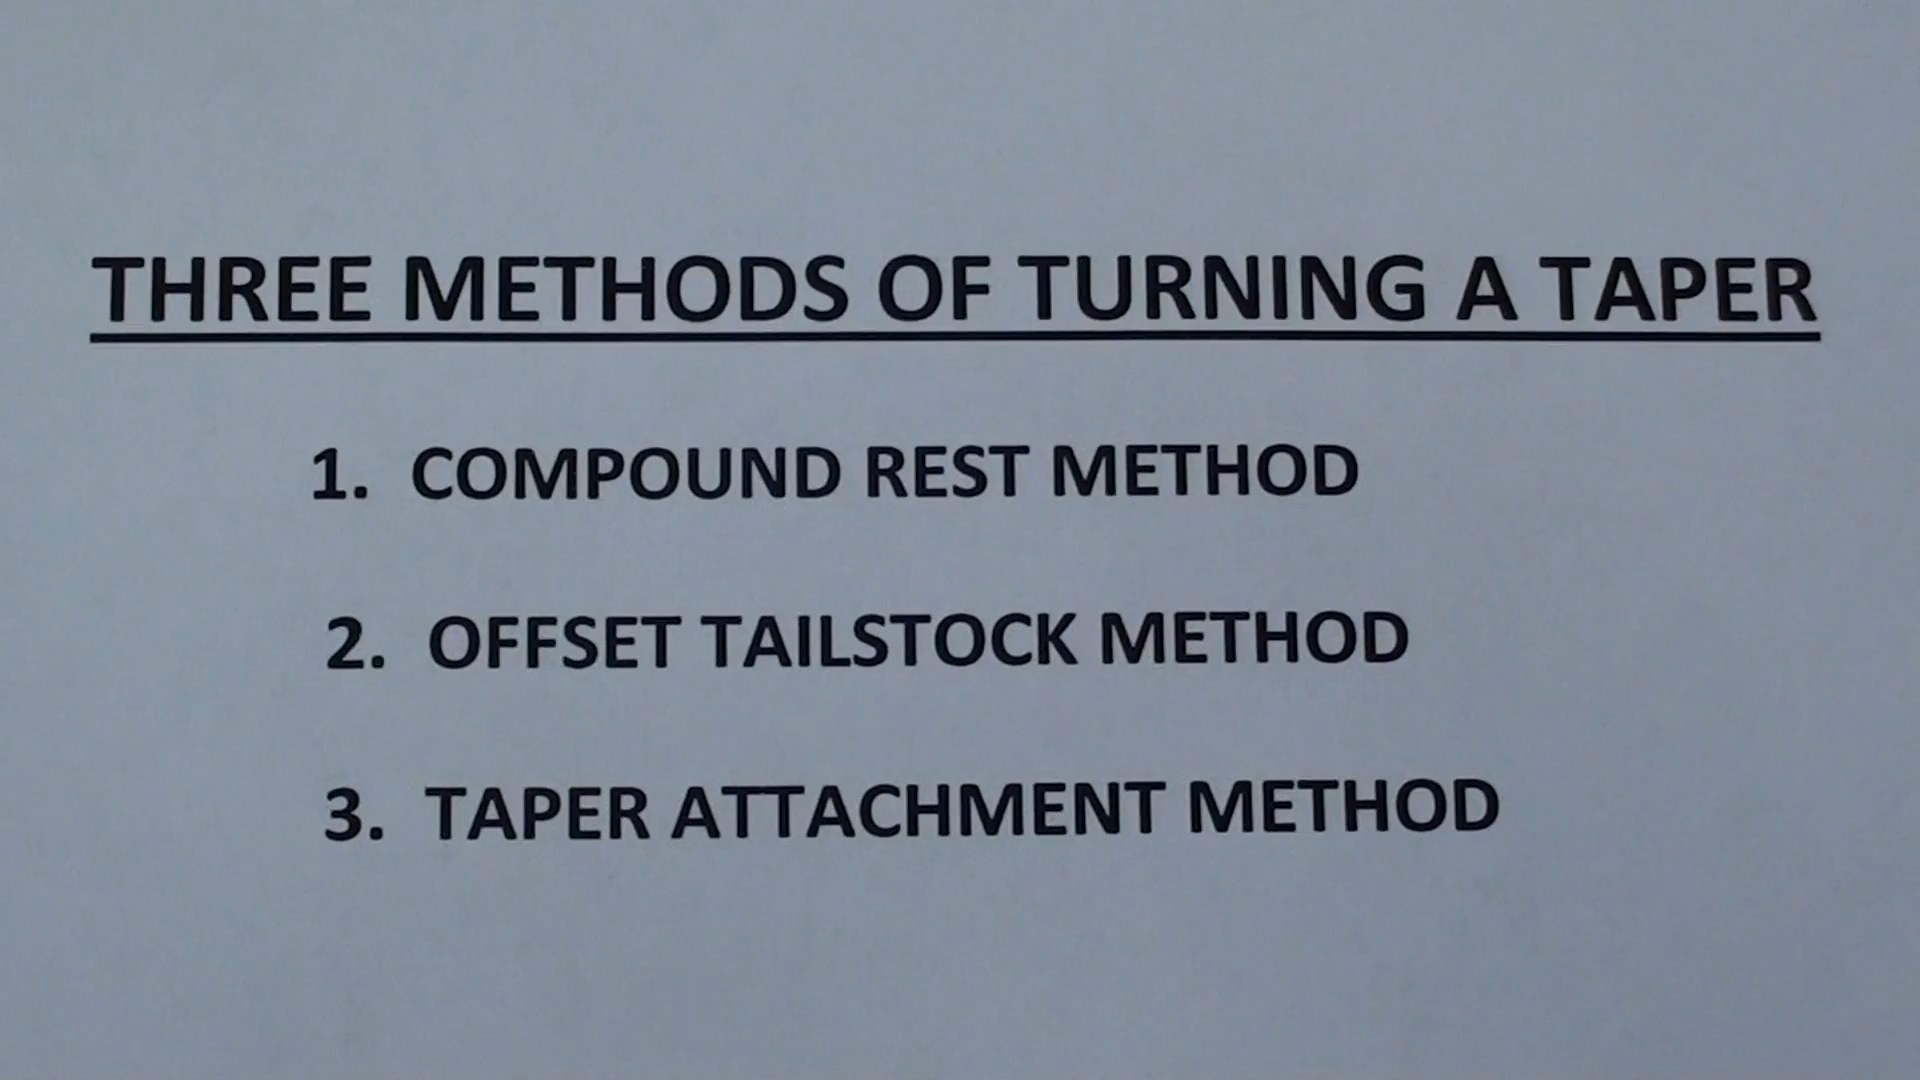 THREE METHODS OF TURNING A TAPER
1. COMPOUND REST METHOD
2. OFFSET TAILSTOCK METHOD
3. TAPER ATTACHMENT METHOD